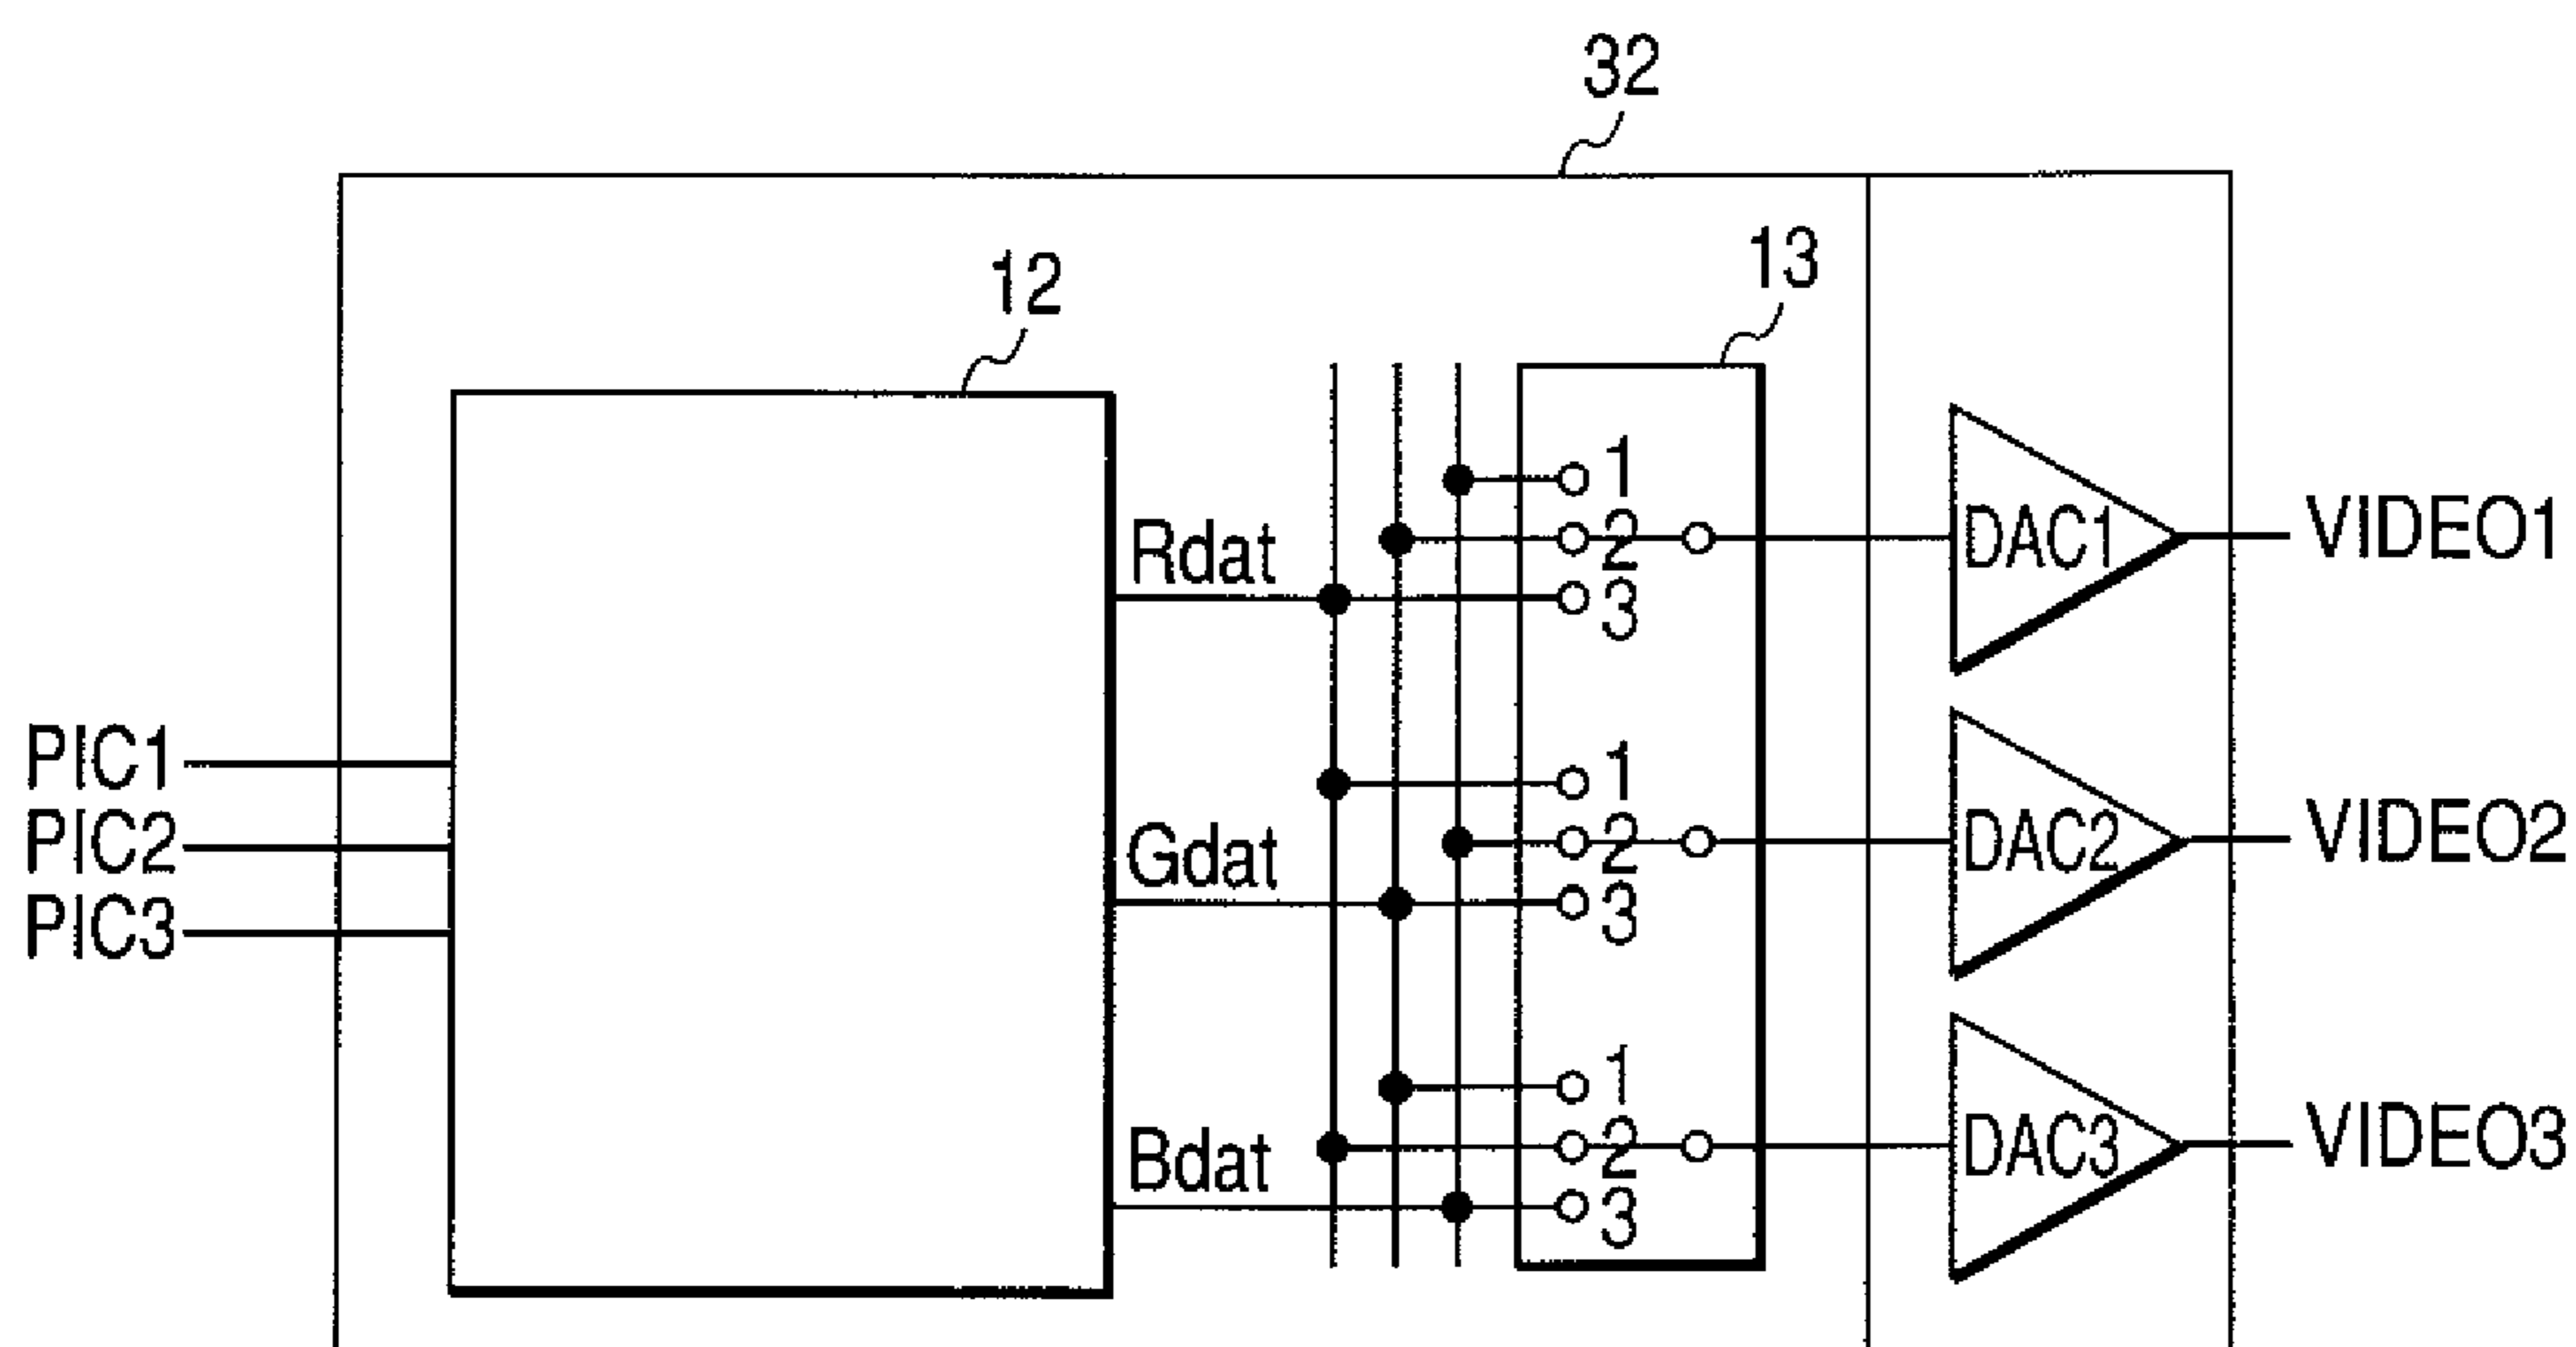 32
12
13
1
2
3
Rdat
DAC1
VIDEO1
PIC1
PIC2
PIC3
1
2
3
Gdat
DAC2
VIDEO2
1
2
3
Bdat
DAC3
VIDEO3